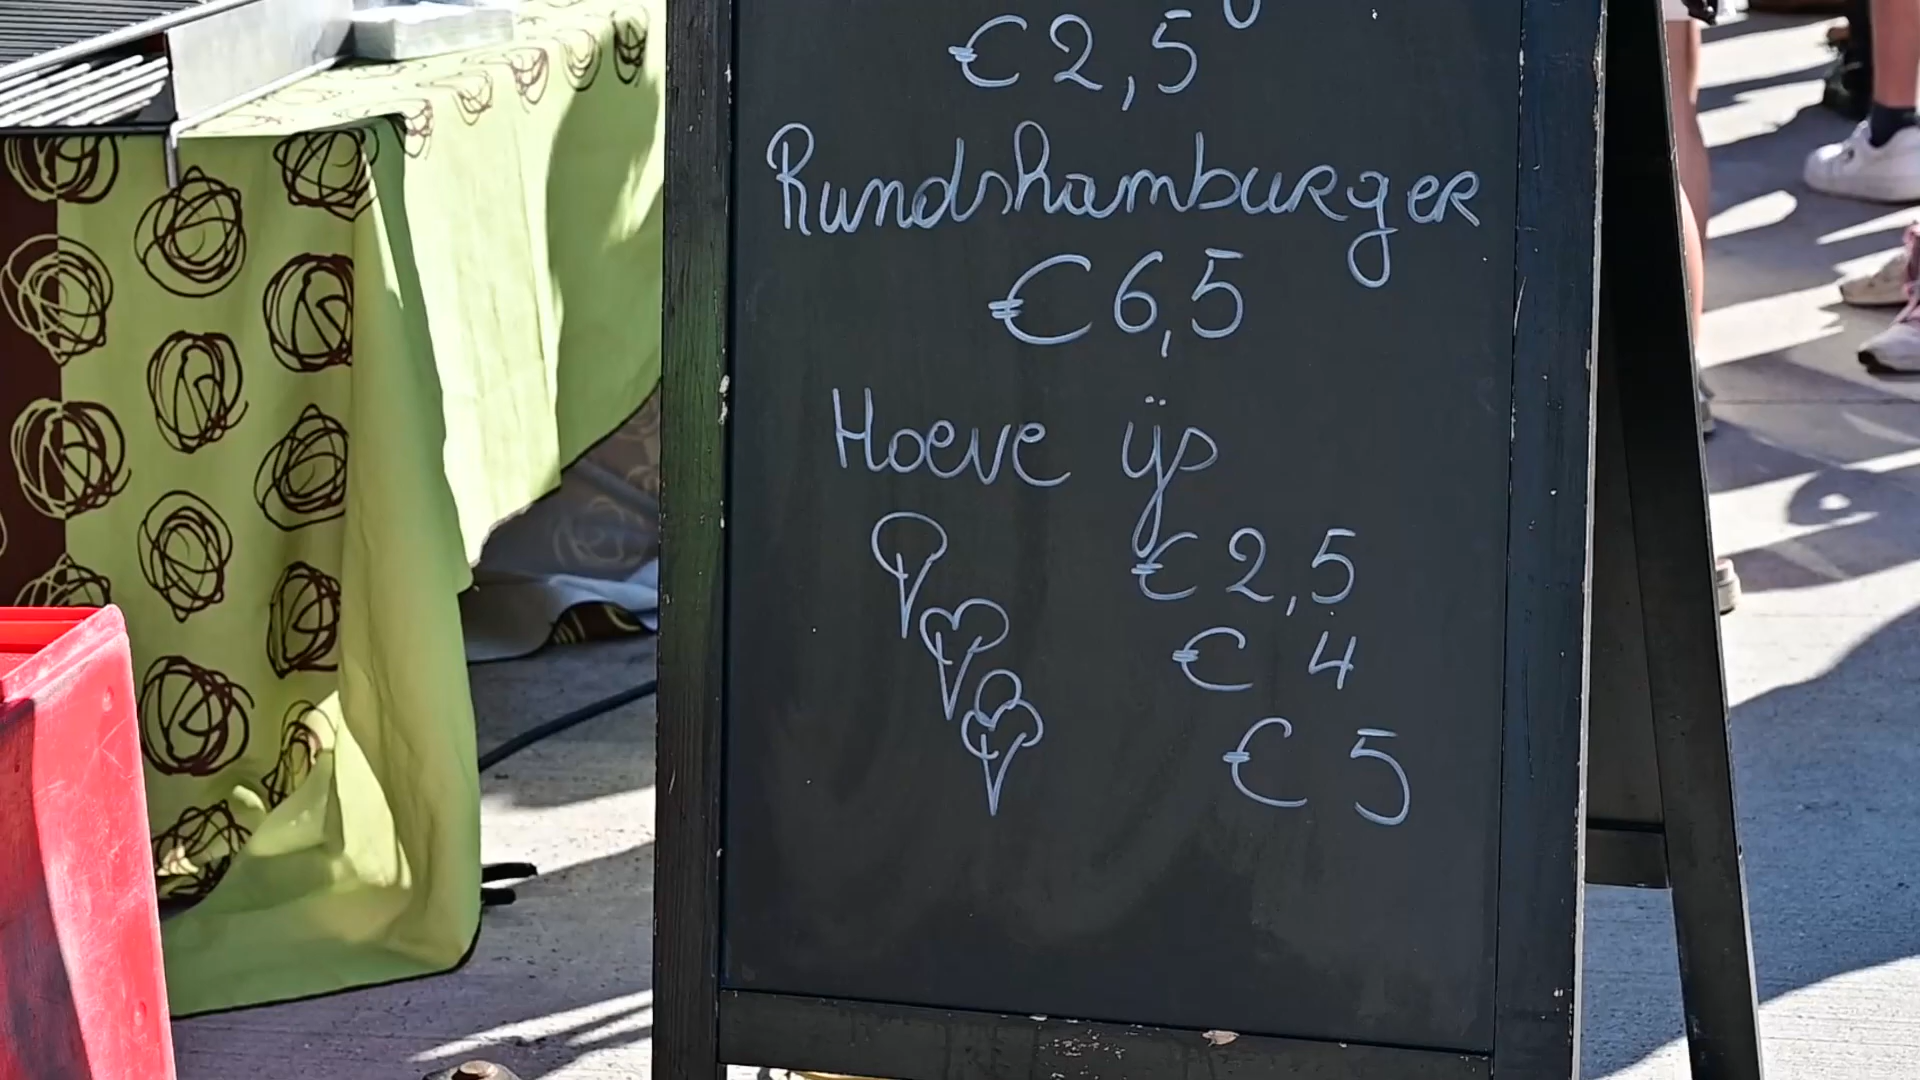 € 2,5
Rundshamburger
€ 6,5
Hoeve ijs
€ 2,5
€ 4
€ 5